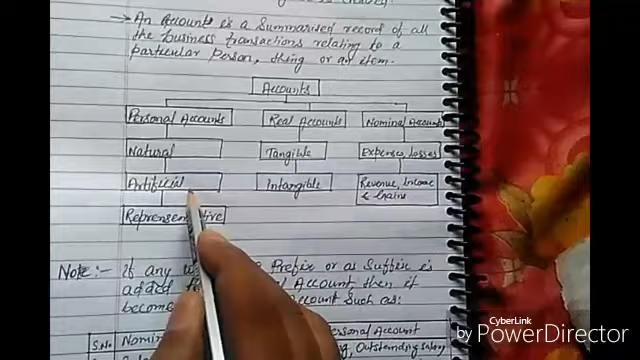 → An Accounts is a Summarised record of all
the business transactions relating to a
particular Person, thing or an item.
Accounts
Personal Accounts
Real Accounts
Nominal Accounts
Natural
Tangible
Expenses, Losses
Artificial
Intangible
Revenue, Income
& Gains
Note:- If any Prefix or as Suffix is
added Account then it
become Account such as:
S.No Nomin Personal Account
Outstanding Salary
CyberLink
by PowerDirector